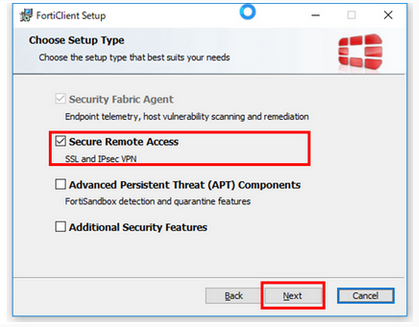 FortiClient Setup
Choose Setup Type
Choose the setup type that best suits your needs
Security Fabric Agent
Endpoint telemetry, host vulnerability scanning and remediation
Secure Remote Access
SSL and IPsec VPN
Advanced Persistent Threat (APT) Components
FortiSandbox detection and quarantine features
Additional Security Features
Back Next Cancel